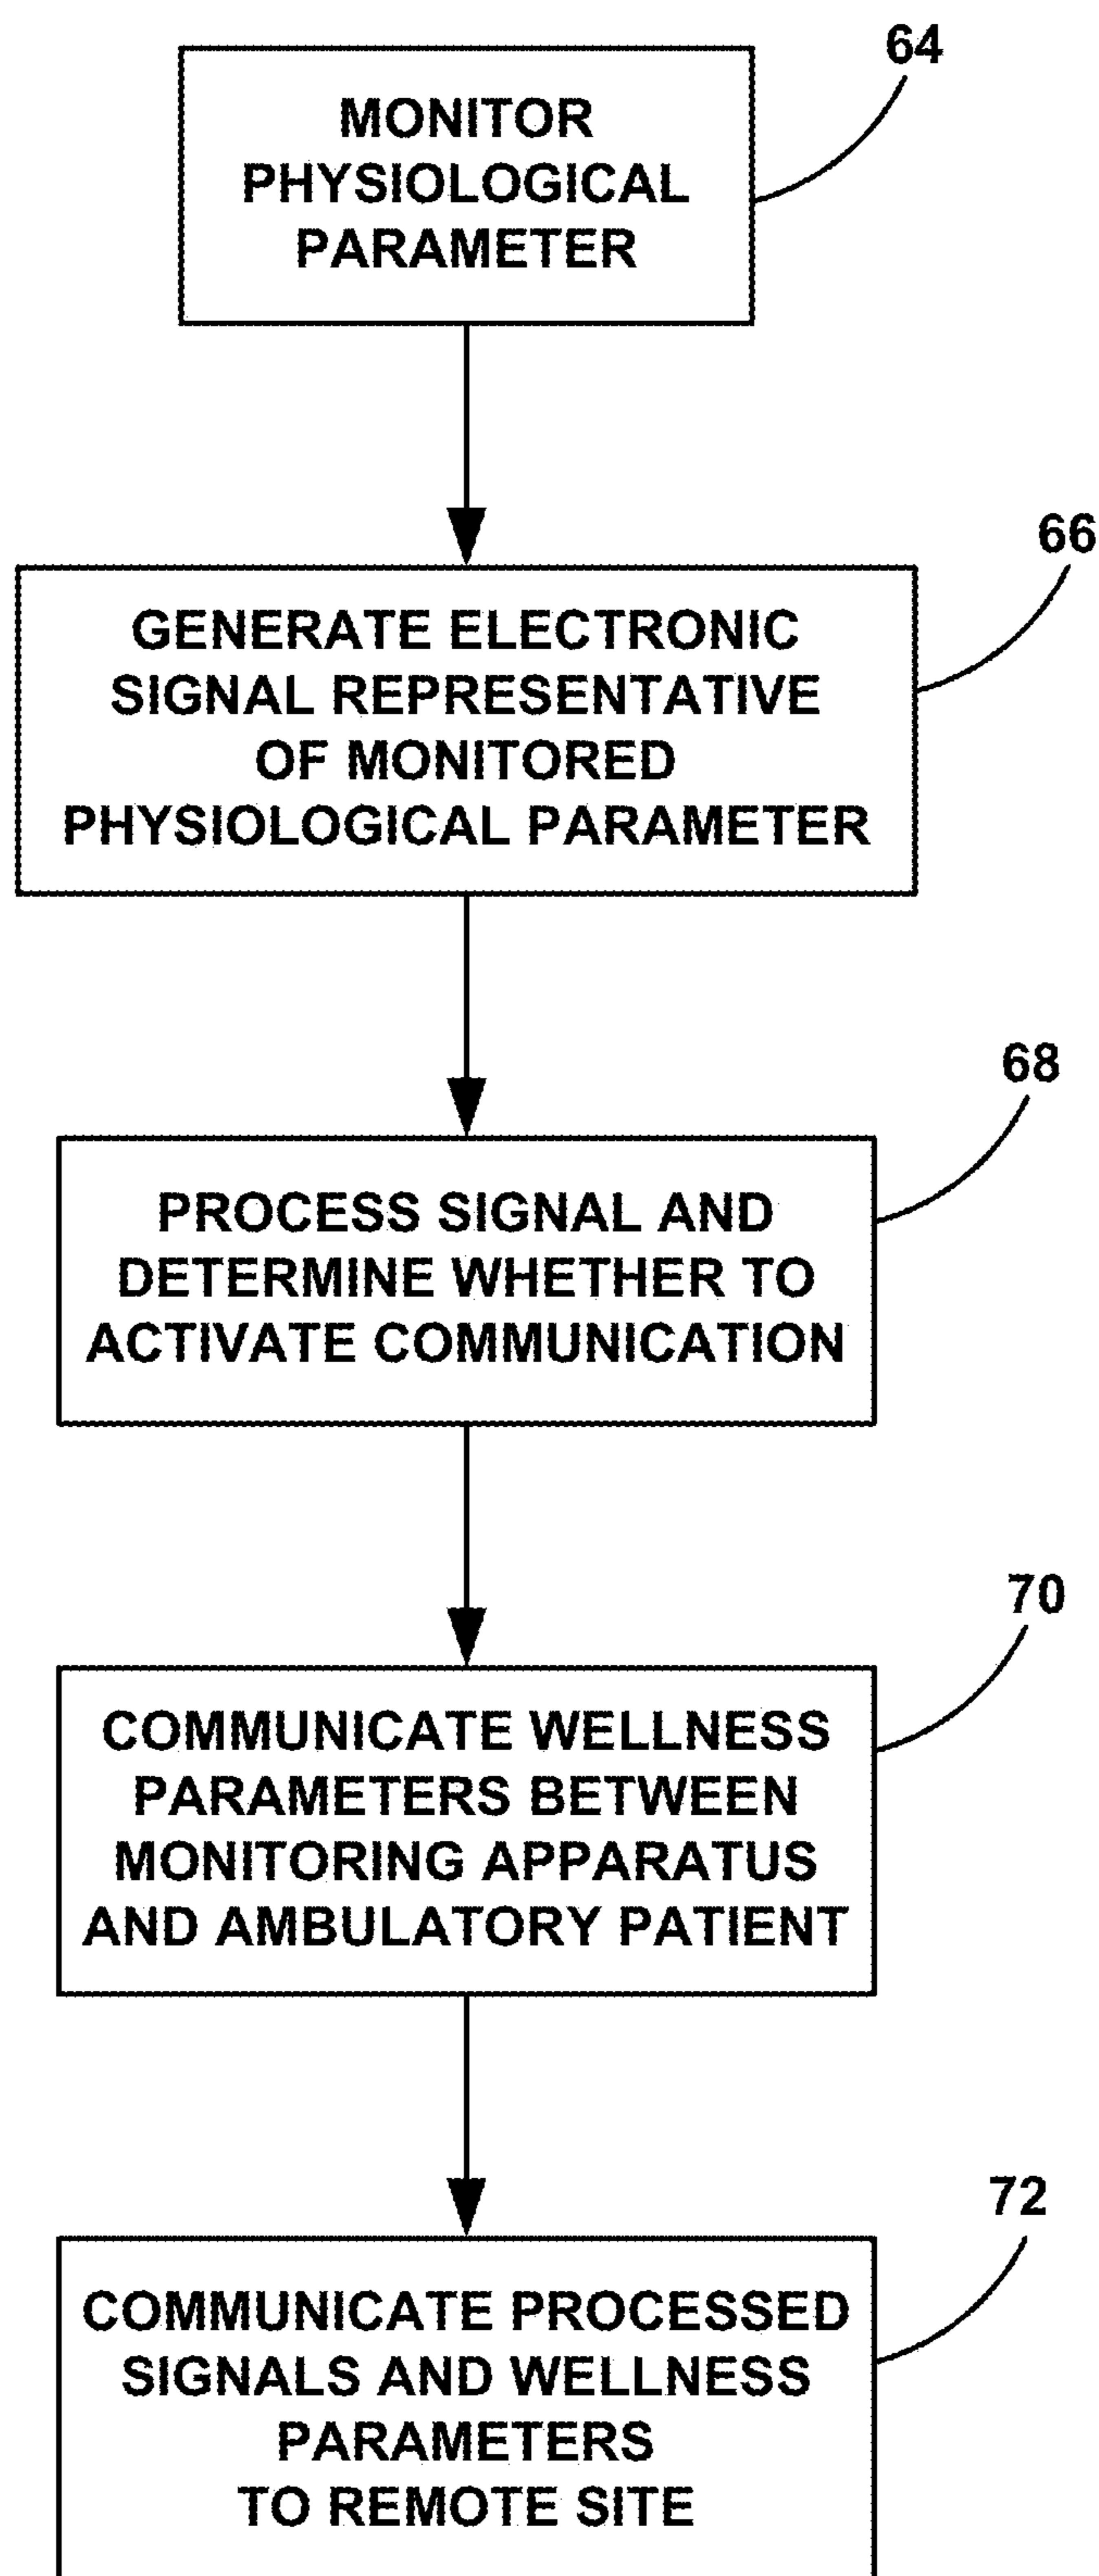 64
MONITOR
PHYSIOLOGICAL
PARAMETER
66
GENERATE ELECTRONIC
SIGNAL REPRESENTATIVE
OF MONITORED
PHYSIOLOGICAL PARAMETER
68
PROCESS SIGNAL AND
DETERMINE WHETHER TO
ACTIVATE COMMUNICATION
70
COMMUNICATE WELLNESS
PARAMETERS BETWEEN
MONITORING APPARATUS
AND AMBULATORY PATIENT
72
COMMUNICATE PROCESSED
SIGNALS AND WELLNESS
PARAMETERS
TO REMOTE SITE